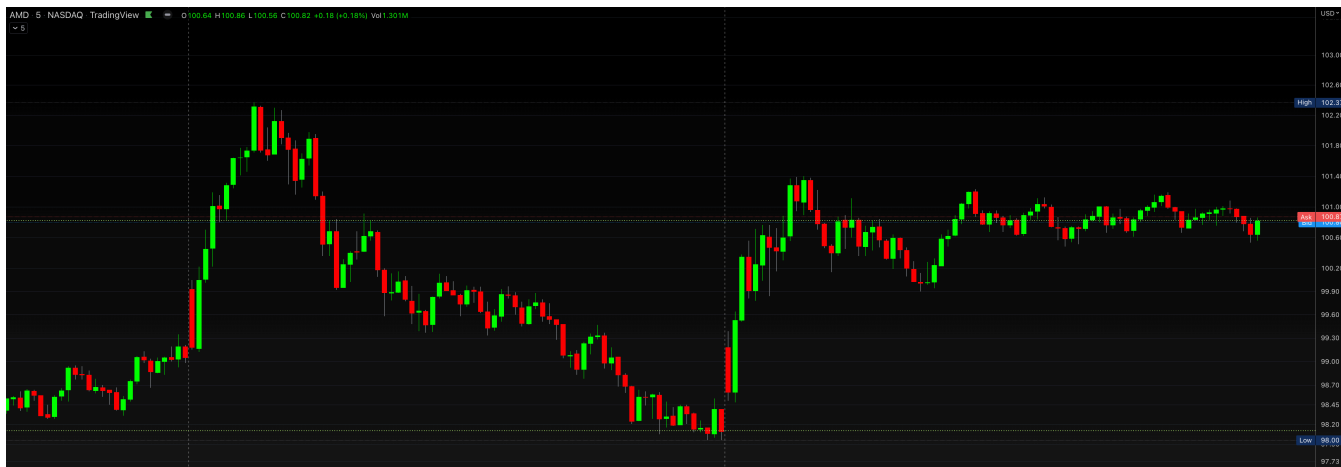 AMD · 5 · NASDAQ · TradingView O100.64 H100.86 L100.56 C100.82 +0.18 (+0.18%) Vol1.301M
5
USD
103.00
102.60
High 102.37
102.20
101.80
101.40
101.00
Ask 100.87
Bid
100.60
100.20
99.90
99.60
99.30
99.00
98.70
98.45
98.20
Low 98.00
97.73